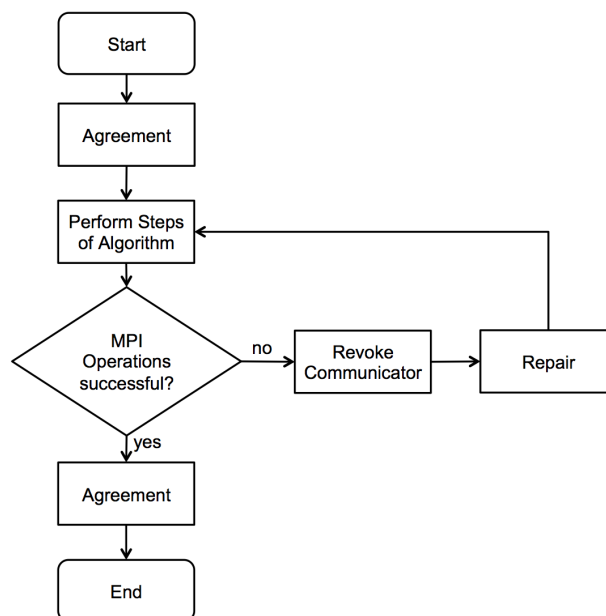 Start
Agreement
Perform Steps
of Algorithm
MPI
Operations
successful?
no
Revoke
Communicator
Repair
yes
Agreement
End